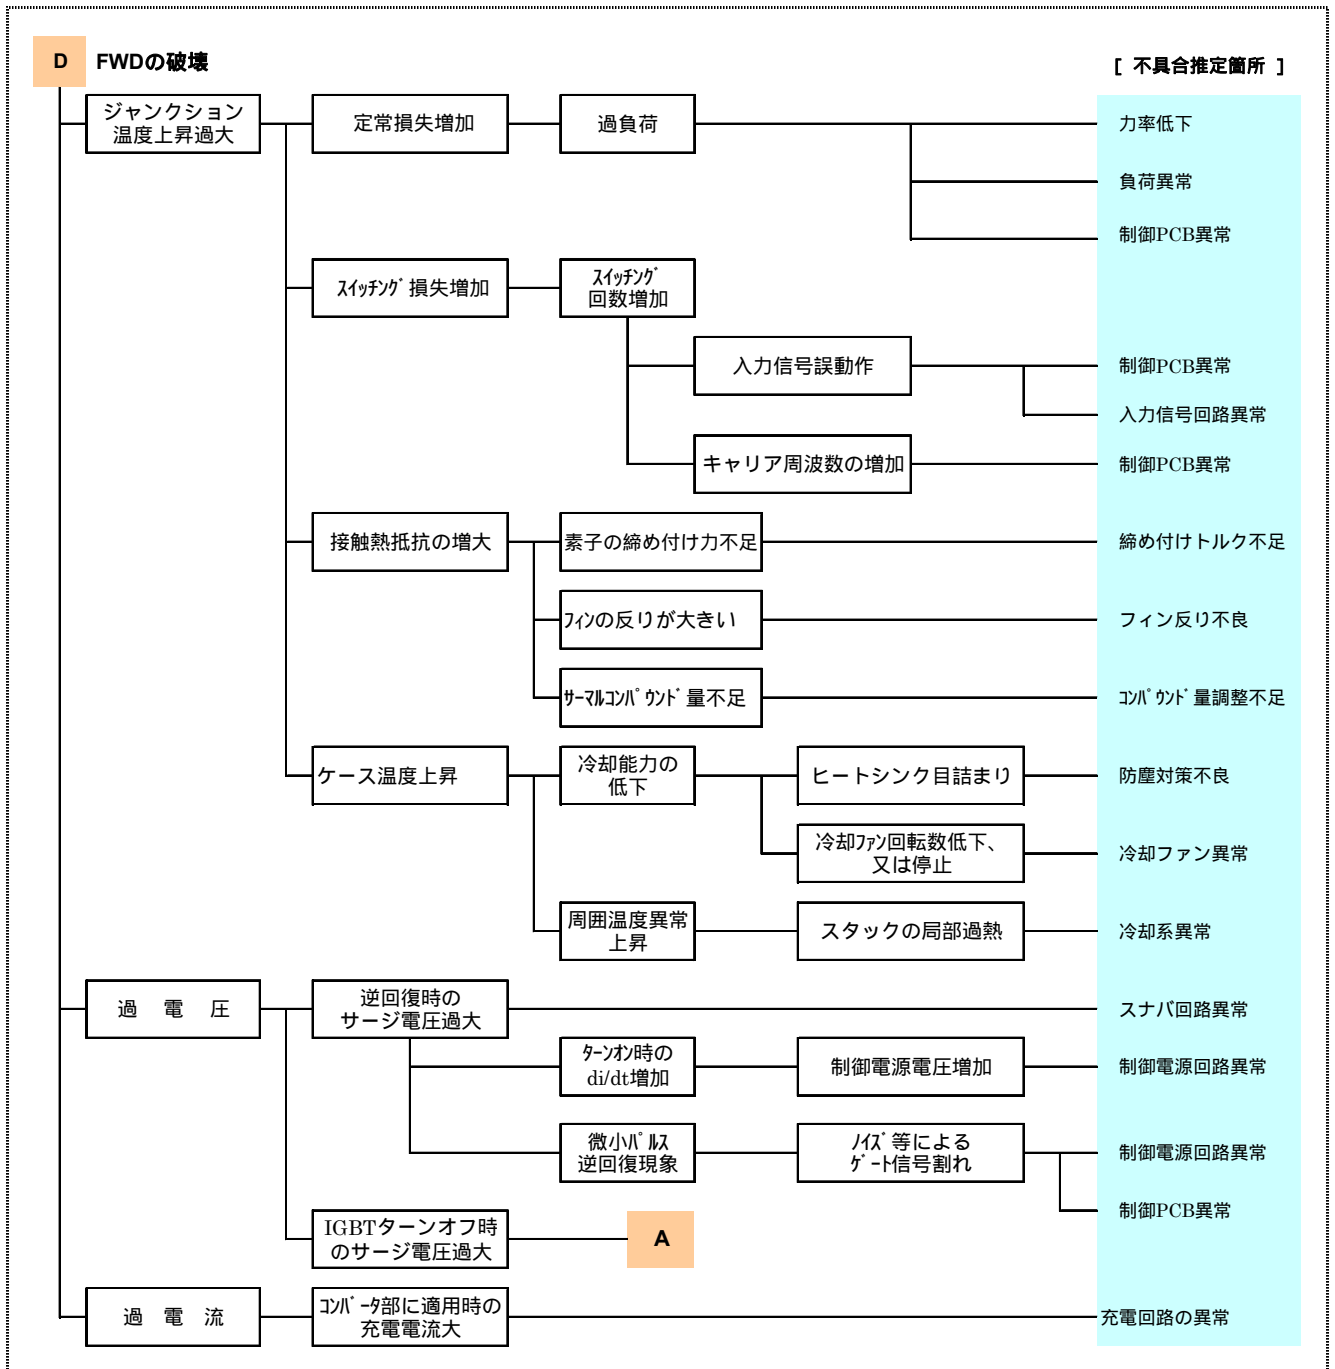 D FWDの破壊
[ 不具合推定箇所 ]
ジャンクション
温度上昇過大
定常損失増加
過負荷
力率低下
負荷異常
制御PCB異常
ｽｲｯﾁﾝｸﾞ損失増加
ｽｲｯﾁﾝｸﾞ
回数増加
入力信号誤動作
制御PCB異常
入力信号回路異常
キャリア周波数の増加
制御PCB異常
接触熱抵抗の増大
素子の締め付け力不足
締め付けトルク不足
ﾌｨﾝの反りが大きい
フィン反り不良
ｻｰﾏﾙｺﾝﾊﾟｳﾝﾄﾞ量不足
ｺﾝﾊﾟｳﾝﾄﾞ量調整不足
ケース温度上昇
冷却能力の
低下
ヒートシンク目詰まり
防塵対策不良
冷却ﾌｧﾝ回転数低下、
又は停止
冷却ファン異常
周囲温度異常
上昇
スタックの局部過熱
冷却系異常
過 電 圧
逆回復時の
サージ電圧過大
スナバ回路異常
ﾀｰﾝｵﾝ時の
di/dt増加
制御電源電圧増加
制御電源回路異常
微小ﾊﾟﾙｽ
逆回復現象
ﾉｲｽﾞ等による
ｹﾞｰﾄ信号割れ
制御電源回路異常
制御PCB異常
IGBTターンオフ時
のサージ電圧過大
A
過 電 流
ｺﾝﾊﾞｰﾀ部に適用時の
充電電流大
充電回路の異常